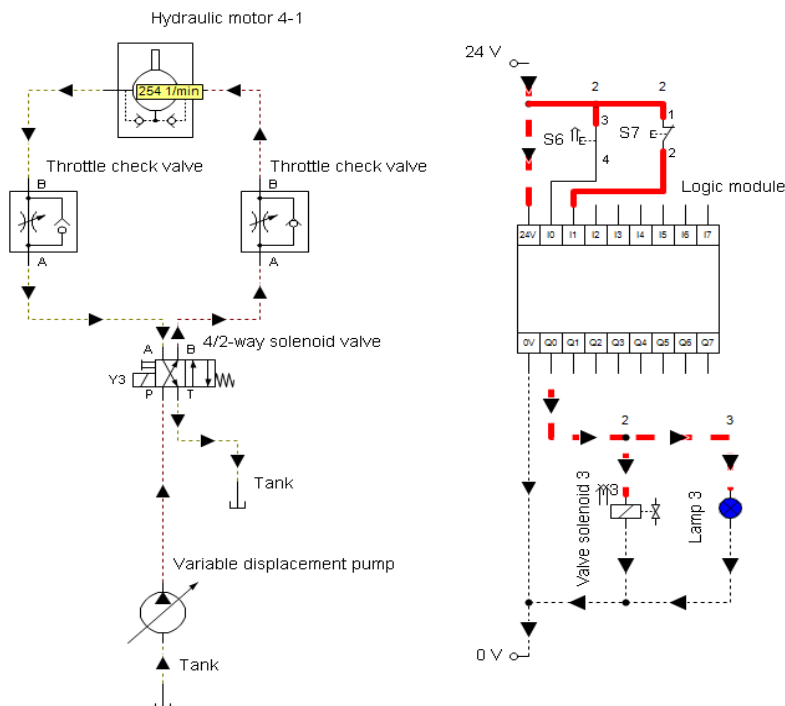 Hydraulic motor 4-1
254 1/min
Throttle check valve
Throttle check valve
B
B
A
A
4/2-way solenoid valve
A
B
Y3
P
T
Tank
Variable displacement pump
Tank
24 V
2
2
3
1
S6
S7
4
2
Logic module
24V I0 I1 I2 I3 I4 I5 I6 I7
0V Q0 Q1 Q2 Q3 Q4 Q5 Q6 Q7
2
3
Valve solenoid 3
Lamp 3
0 V